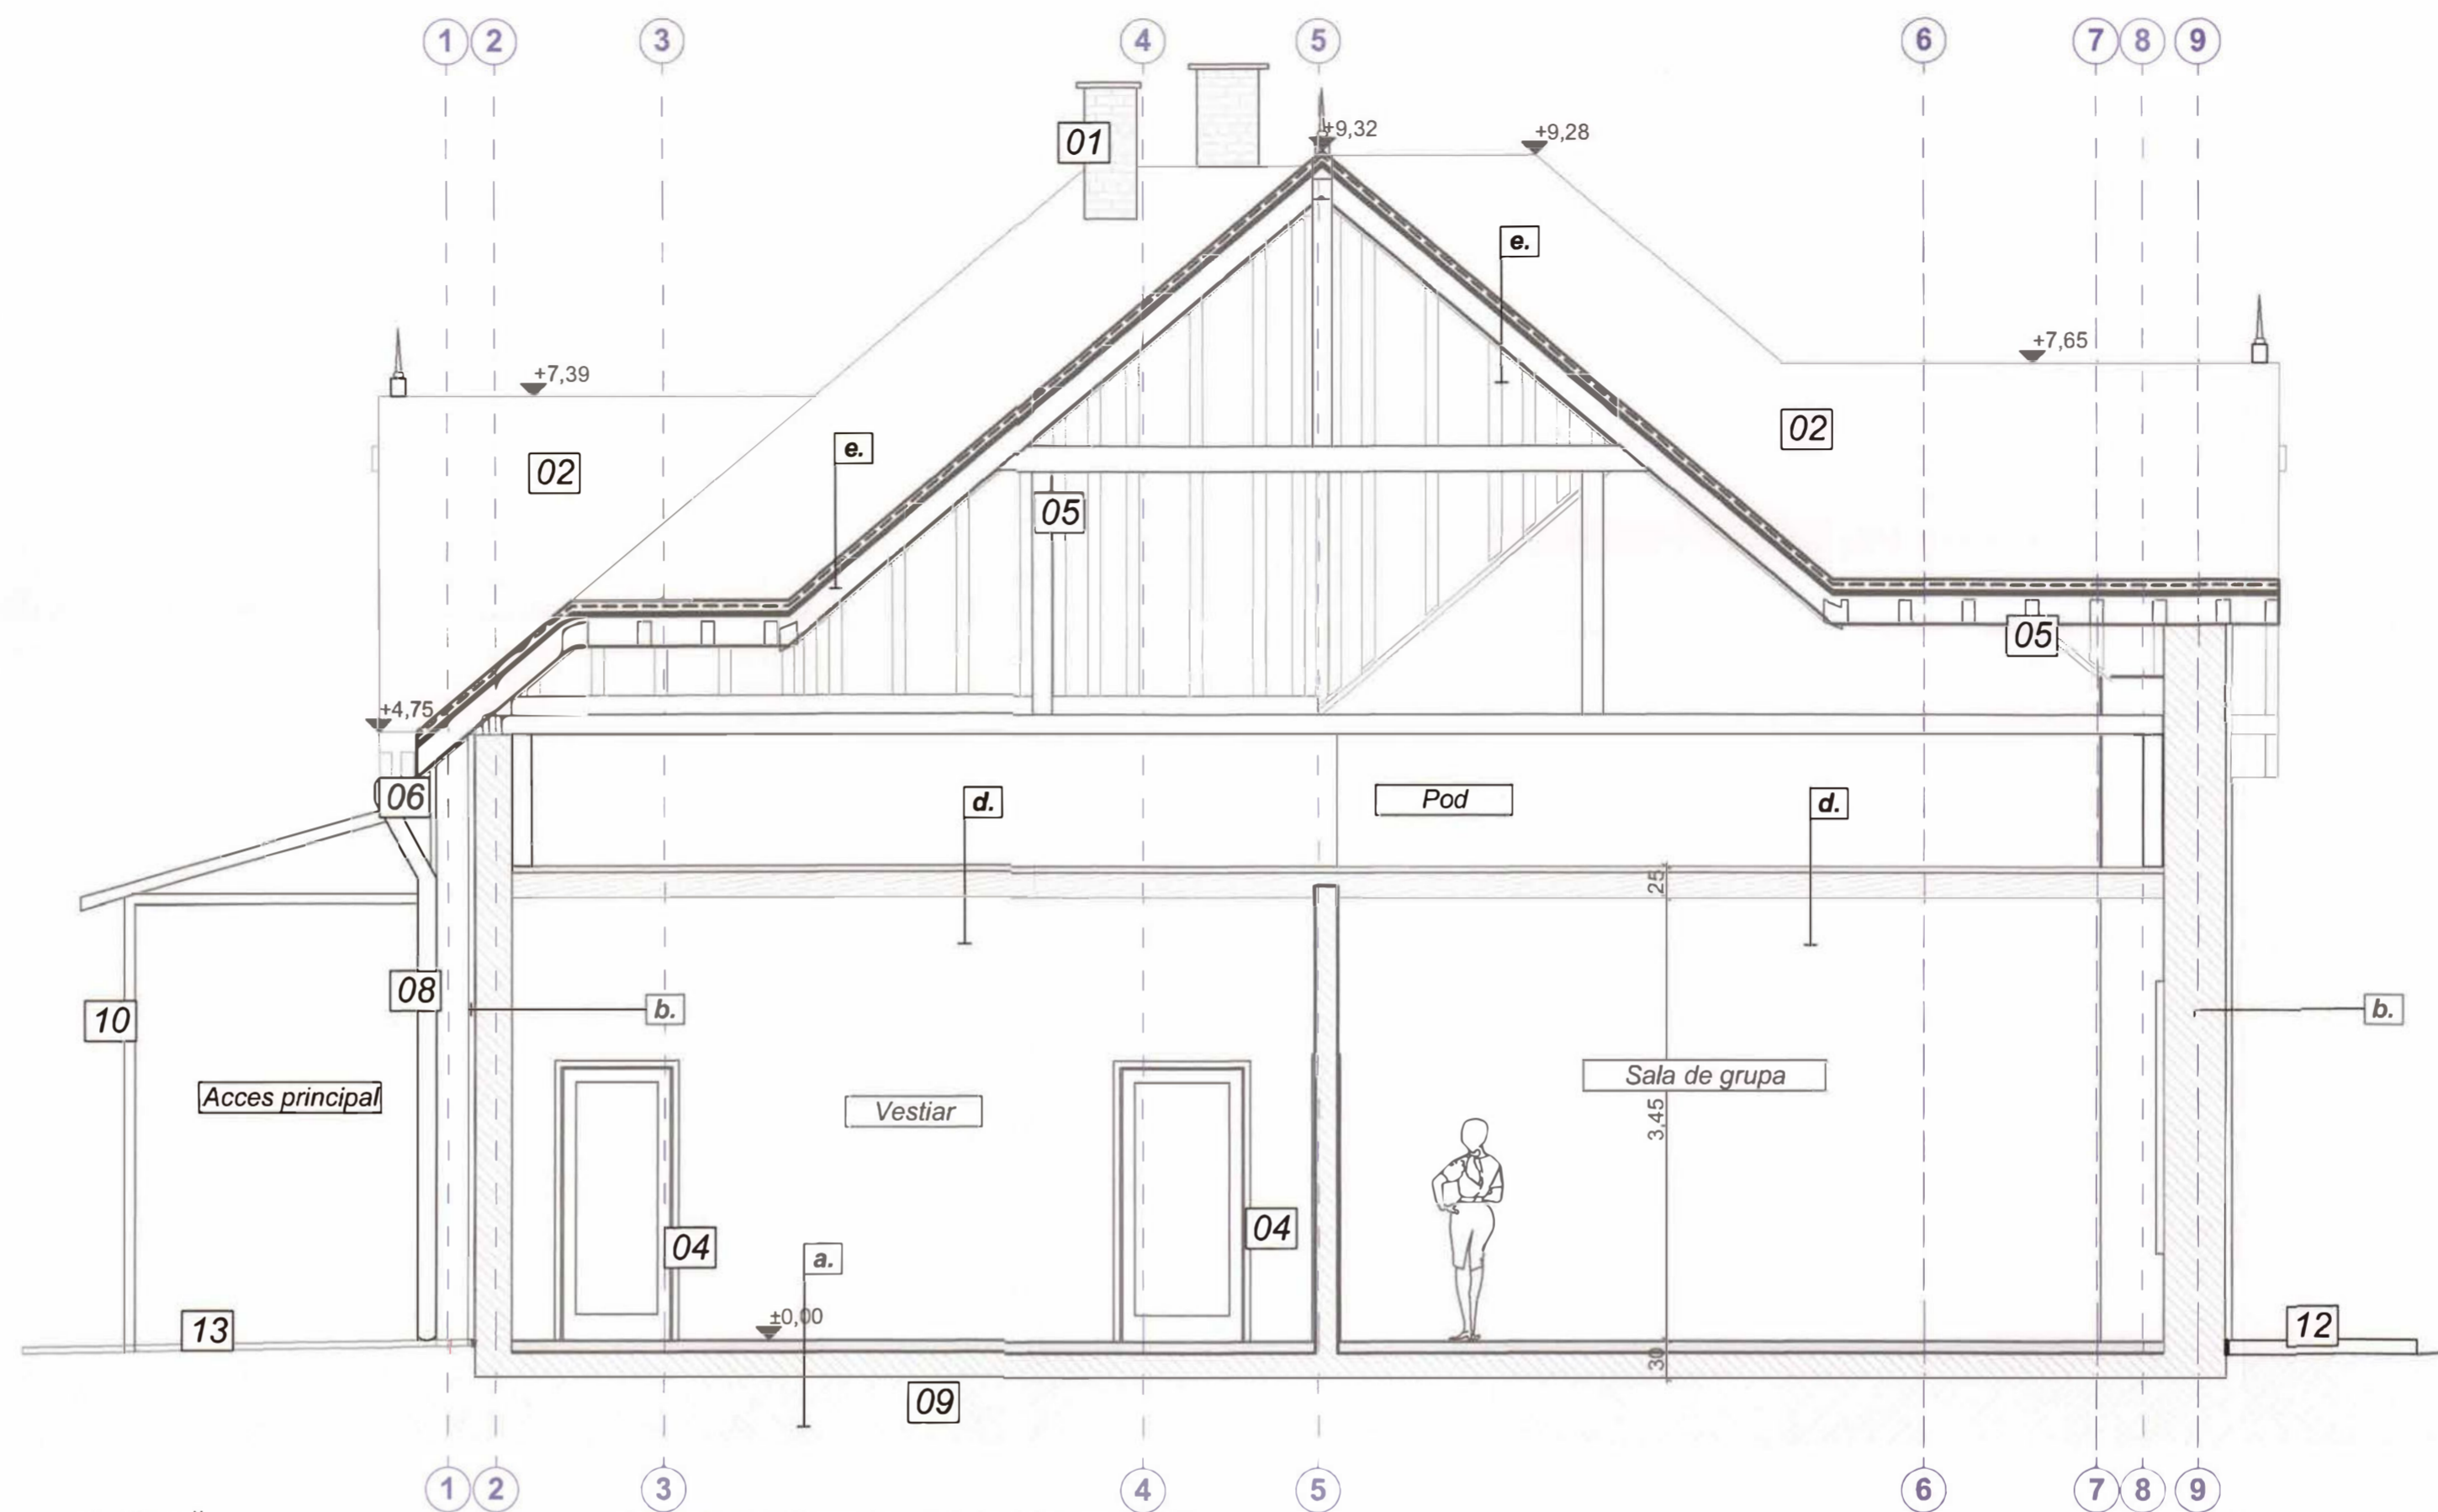 1 2 3 4 5 6 7 8 9
01
+9,32
+9,28
e.
+7,65
+7,39
02
e.
02
05
05
+4,75
06
d.
Pod
d.
25
08
10
b.
b.
Acces principal
Vestiar
Sala de grupa
3,45
04
04
a.
±0,00
13
12
30
09
1 2 3 4 5 6 7 8 9